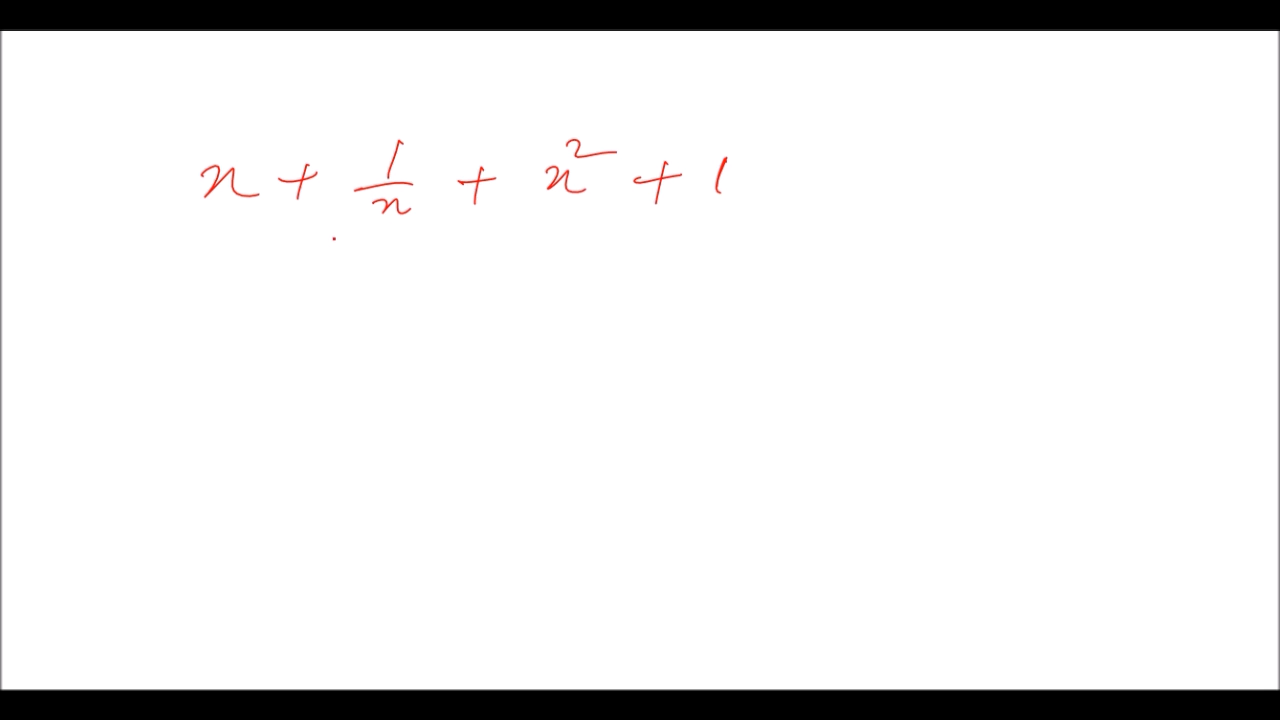 x + 1/x + x² + 1